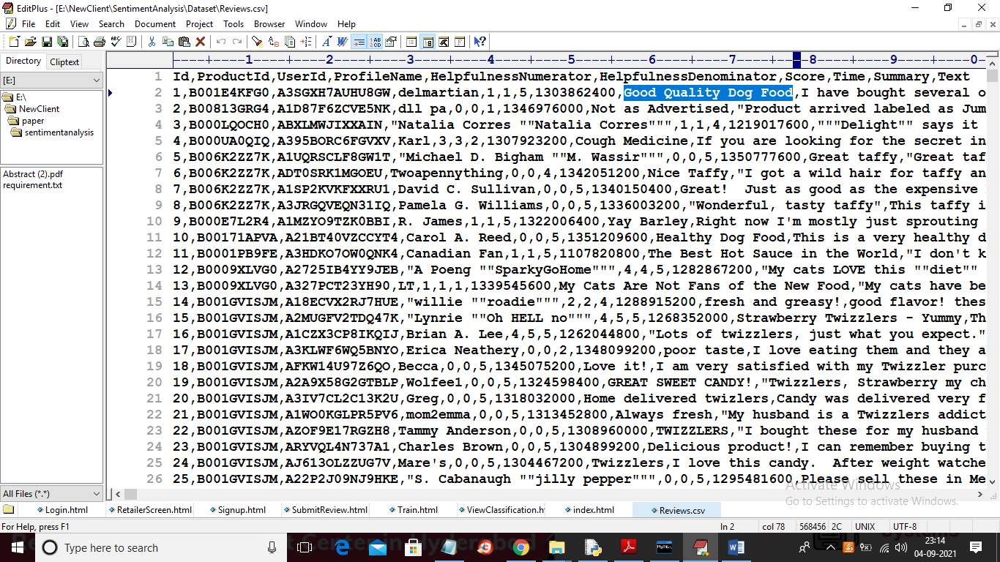 EditPlus - [E:\NewClient\SentimentAnalysis\Dataset\Reviews.csv]
File Edit View Search Document Project Tools Browser Window Help
Directory Cliptext
[E:]
E:\
NewClient
paper
sentimentanalysis
Abstract (2).pdf
requirement.txt
All Files (*.*)
----+----1----+----2----+----3----+----4----+----5----+----6----+----7----+----8----+----9----+----0-
1 Id,ProductId,UserId,ProfileName,HelpfulnessNumerator,HelpfulnessDenominator,Score,Time,Summary,Text
2 1,B001E4KFG0,A3SGXH7AUHU8GW,delmartian,1,1,5,1303862400,Good Quality Dog Food,I have bought several o
3 2,B00813GRG4,A1D87F6ZCVE5NK,dll pa,0,0,1,1346976000,Not as Advertised,"Product arrived labeled as Jum
4 3,B000LQOCH0,ABXLMWJIXXAIN,"Natalia Corres ""Natalia Corres""",1,1,4,1219017600,"""Delight"" says it
5 4,B000UA0QIQ,A395BORC6FGVXV,Karl,3,3,2,1307923200,Cough Medicine,If you are looking for the secret in
6 5,B006K2ZZ7K,A1UQRSCLF8GW1T,"Michael D. Bigham ""M. Wassir""",0,0,5,1350777600,Great taffy,"Great taf
7 6,B006K2ZZ7K,ADT0SRK1MGOEU,Twoapennything,0,0,4,1342051200,Nice Taffy,"I got a wild hair for taffy an
8 7,B006K2ZZ7K,A1SP2KVKFXXRU1,David C. Sullivan,0,0,5,1340150400,Great!  Just as good as the expensive
9 8,B006K2ZZ7K,A3JRGQVEQN31IQ,Pamela G. Williams,0,0,5,1336003200,"Wonderful, tasty taffy",This taffy i
10 9,B000E7L2R4,A1MZYO9TZK0BBI,R. James,1,1,5,1322006400,Yay Barley,Right now I'm mostly just sprouting
11 10,B00171APVA,A21BT40VZCCYT4,Carol A. Reed,0,0,5,1351209600,Healthy Dog Food,This is a very healthy d
12 11,B0001PB9FE,A3HDKO7OW0QNK4,Canadian Fan,1,1,5,1107820800,The Best Hot Sauce in the World,"I don't k
13 12,B0009XLVG0,A2725IB4YY9JEB,"A Poeng ""SparkyGoHome""",4,4,5,1282867200,"My cats LOVE this ""diet""
14 13,B0009XLVG0,A327PCT23YH90,LT,1,1,1,1339545600,My Cats Are Not Fans of the New Food,"My cats have be
15 14,B001GVISJM,A18ECVX2RJ7HUE,"willie ""roadie""",2,2,4,1288915200,fresh and greasy!,good flavor! thes
16 15,B001GVISJM,A2MUGFV2TDQ47K,"Lynrie ""Oh HELL no""",4,5,5,1268352000,Strawberry Twizzlers - Yummy,Th
17 16,B001GVISJM,A1CZX3CP8IKQIJ,Brian A. Lee,4,5,5,1262044800,"Lots of twizzlers, just what you expect."
18 17,B001GVISJM,A3KLWF6WQ5BNYO,Erica Neathery,0,0,2,1348099200,poor taste,I love eating them and they a
19 18,B001GVISJM,AFKW14U97Z6QO,Becca,0,0,5,1345075200,Love it!,I am very satisfied with my Twizzler purc
20 19,B001GVISJM,A2A9X58G2GTBLP,Wolfee1,0,0,5,1324598400,GREAT SWEET CANDY!,"Twizzlers, Strawberry my ch
21 20,B001GVISJM,A3IV7CL2C13K2U,Greg,0,0,5,1318032000,Home delivered twizlers,Candy was delivered very f
22 21,B001GVISJM,A1WO0KGLPR5PV6,mom2emma,0,0,5,1313452800,Always fresh,"My husband is a Twizzlers addict
23 22,B001GVISJM,AZOF9E17RGZH8,Tammy Anderson,0,0,5,1308960000,TWIZZLERS,"I bought these for my husband
24 23,B001GVISJM,ARYVQL4N737A1,Charles Brown,0,0,5,1304899200,Delicious product!,I can remember buying t
25 24,B001GVISJM,AJ613OLZZUG7V,Mare's,0,0,5,1304467200,Twizzlers,I love this candy.  After weight watche
26 25,B001GVISJM,A22P2J09NJ9HKE,"S. Cabanaugh ""jilly pepper""",0,0,5,1295481600,Please sell these in Me
Activate Windows
Go to Settings to activate Windows.
Login.html RetailerScreen.html Signup.html SubmitReview.html Train.html ViewClassification.h index.html Reviews.csv
For Help, press F1 ln 2 col 78 568456 2C UNIX UTF-8
Type here to search
23:14
04-09-2021